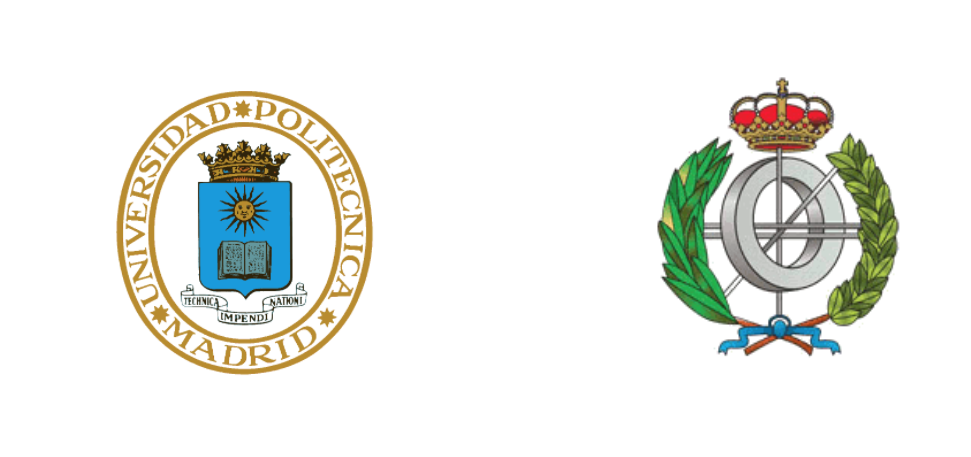 UNIVERSIDAD POLITECNICA
MADRID
TECHNICA
IMPENDI
NATIONI